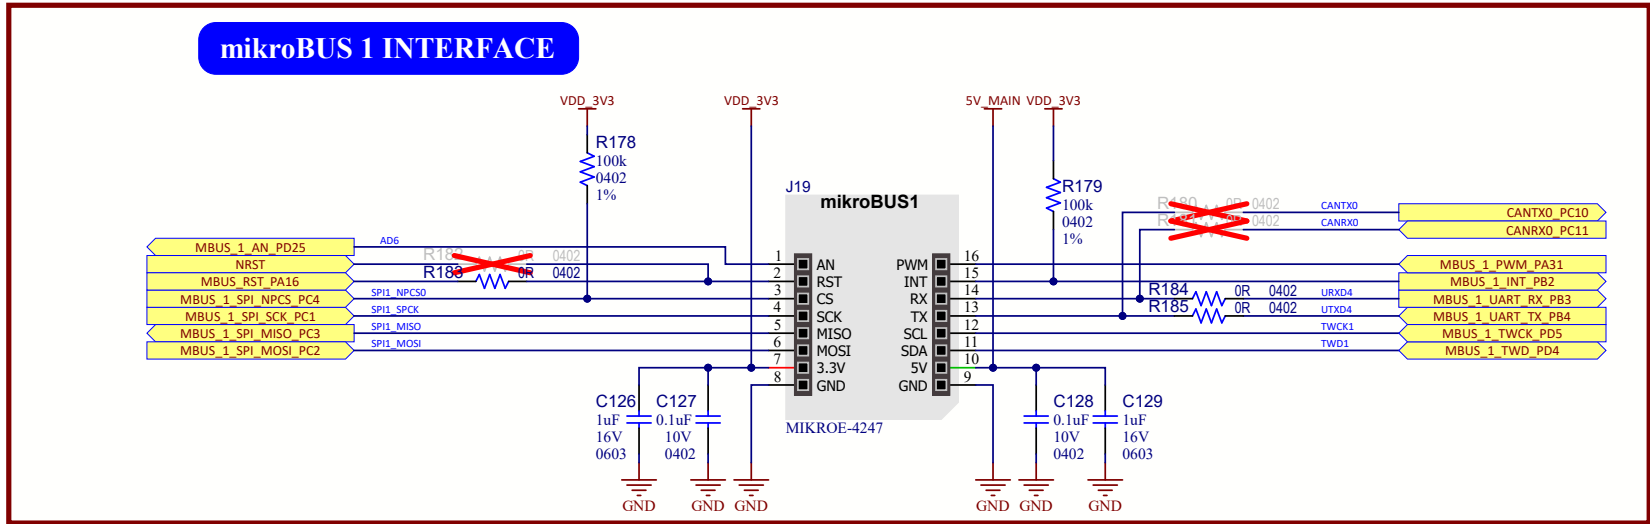 mikroBUS 1 INTERFACE
VDD_3V3
VDD_3V3
5V_MAIN
VDD_3V3
R178
100k
0402
1%
J19
mikroBUS1
R179
100k
0402
1%
R180 0R 0402
0402
CANTX0
CANRX0
CANTX0_PC10
CANRX0_PC11
MBUS_1_AN_PD25
NRST
MBUS_RST_PA16
MBUS_1_SPI_NPCS_PC4
MBUS_1_SPI_SCK_PC1
MBUS_1_SPI_MISO_PC3
MBUS_1_SPI_MOSI_PC2
AD6
0402
R183 0R 0402
SPI1_NPCS0
SPI1_SPCK
SPI1_MISO
SPI1_MOSI
1 AN
2 RST
3 CS
4 SCK
5 MISO
6 MOSI
7 3.3V
8 GND
PWM 16
INT 15
RX 14
TX 13
SCL 12
SDA 11
5V 10
GND 9
R184 0R 0402
R185 0R 0402
URXD4
UTXD4
TWCK1
TWD1
MBUS_1_PWM_PA31
MBUS_1_INT_PB2
MBUS_1_UART_RX_PB3
MBUS_1_UART_TX_PB4
MBUS_1_TWCK_PD5
MBUS_1_TWD_PD4
C126
1uF
16V
0603
C127
0.1uF
10V
0402
MIKROE-4247
C128
0.1uF
10V
0402
C129
1uF
16V
0603
GND
GND
GND
GND
GND
GND